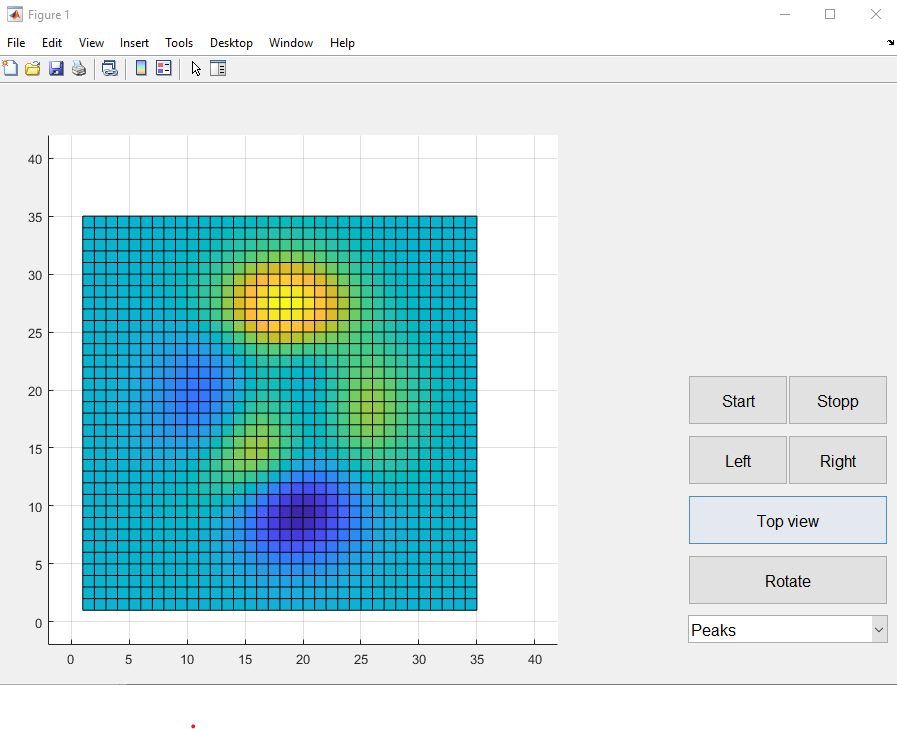 Figure 1
File Edit View Insert Tools Desktop Window Help
40
35
30
25
20
15
10
5
0
0 5 10 15 20 25 30 35 40
Start Stopp
Left Right
Top view
Rotate
Peaks